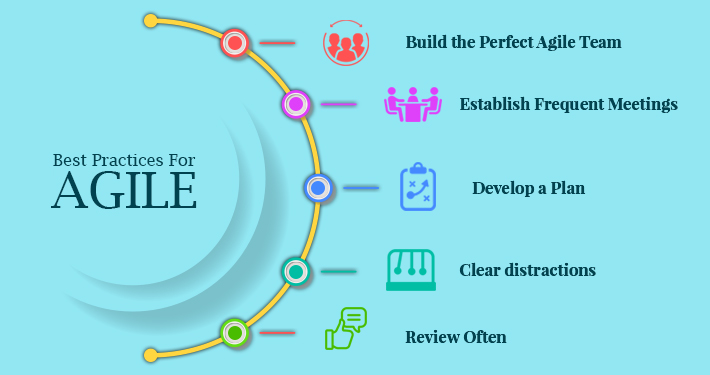 Best Practices For
AGILE
Build the Perfect Agile Team
Establish Frequent Meetings
Develop a Plan
Clear distractions
Review Often